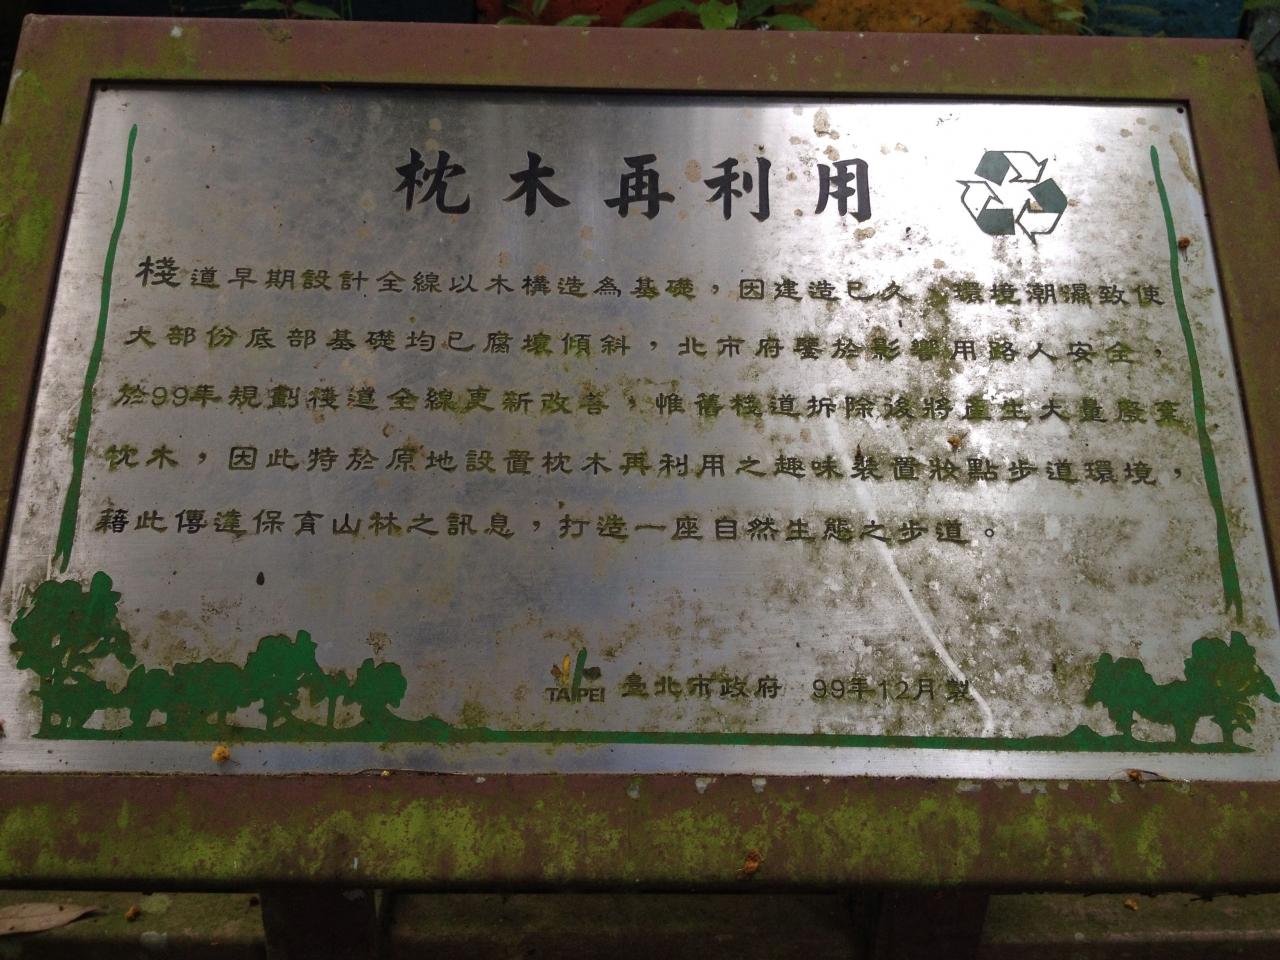 枕木再利用
棧道早期設計全線以木構造為基礎，因建造已久，環境潮濕致使
大部份底部基礎均已腐壞傾斜，北市府鑒於影響用路人安全，
於99年規劃棧道全線更新改善，惟舊棧道拆除後將產生大量廢棄
枕木，因此特於原地設置枕木再利用之趣味裝置妝點步道環境，
藉此傳達保育山林之訊息，打造一座自然生態之步道。
TAIPEI 臺北市政府 99年12月製